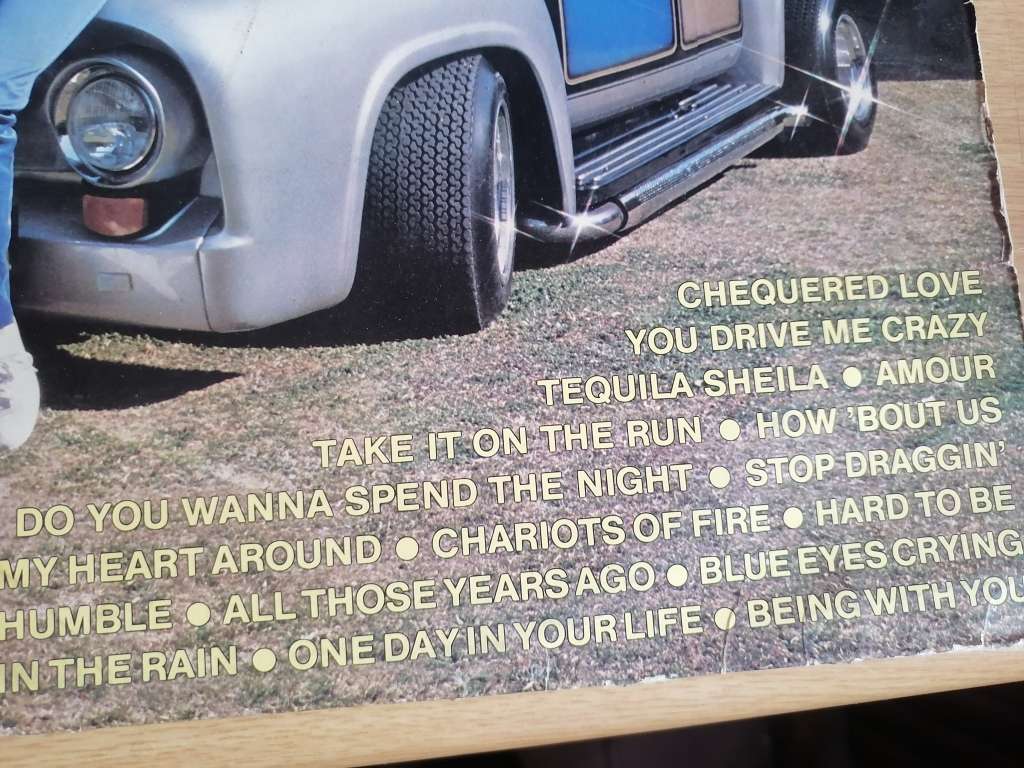 CHEQUERED LOVE
YOU DRIVE ME CRAZY
TEQUILA SHEILA ● AMOUR
TAKE IT ON THE RUN ● HOW 'BOUT US
DO YOU WANNA SPEND THE NIGHT ● STOP DRAGGIN'
MY HEART AROUND ● CHARIOTS OF FIRE ● HARD TO BE
HUMBLE ● ALL THOSE YEARS AGO ● BLUE EYES CRYING
IN THE RAIN ● ONE DAY IN YOUR LIFE ● BEING WITH YOU